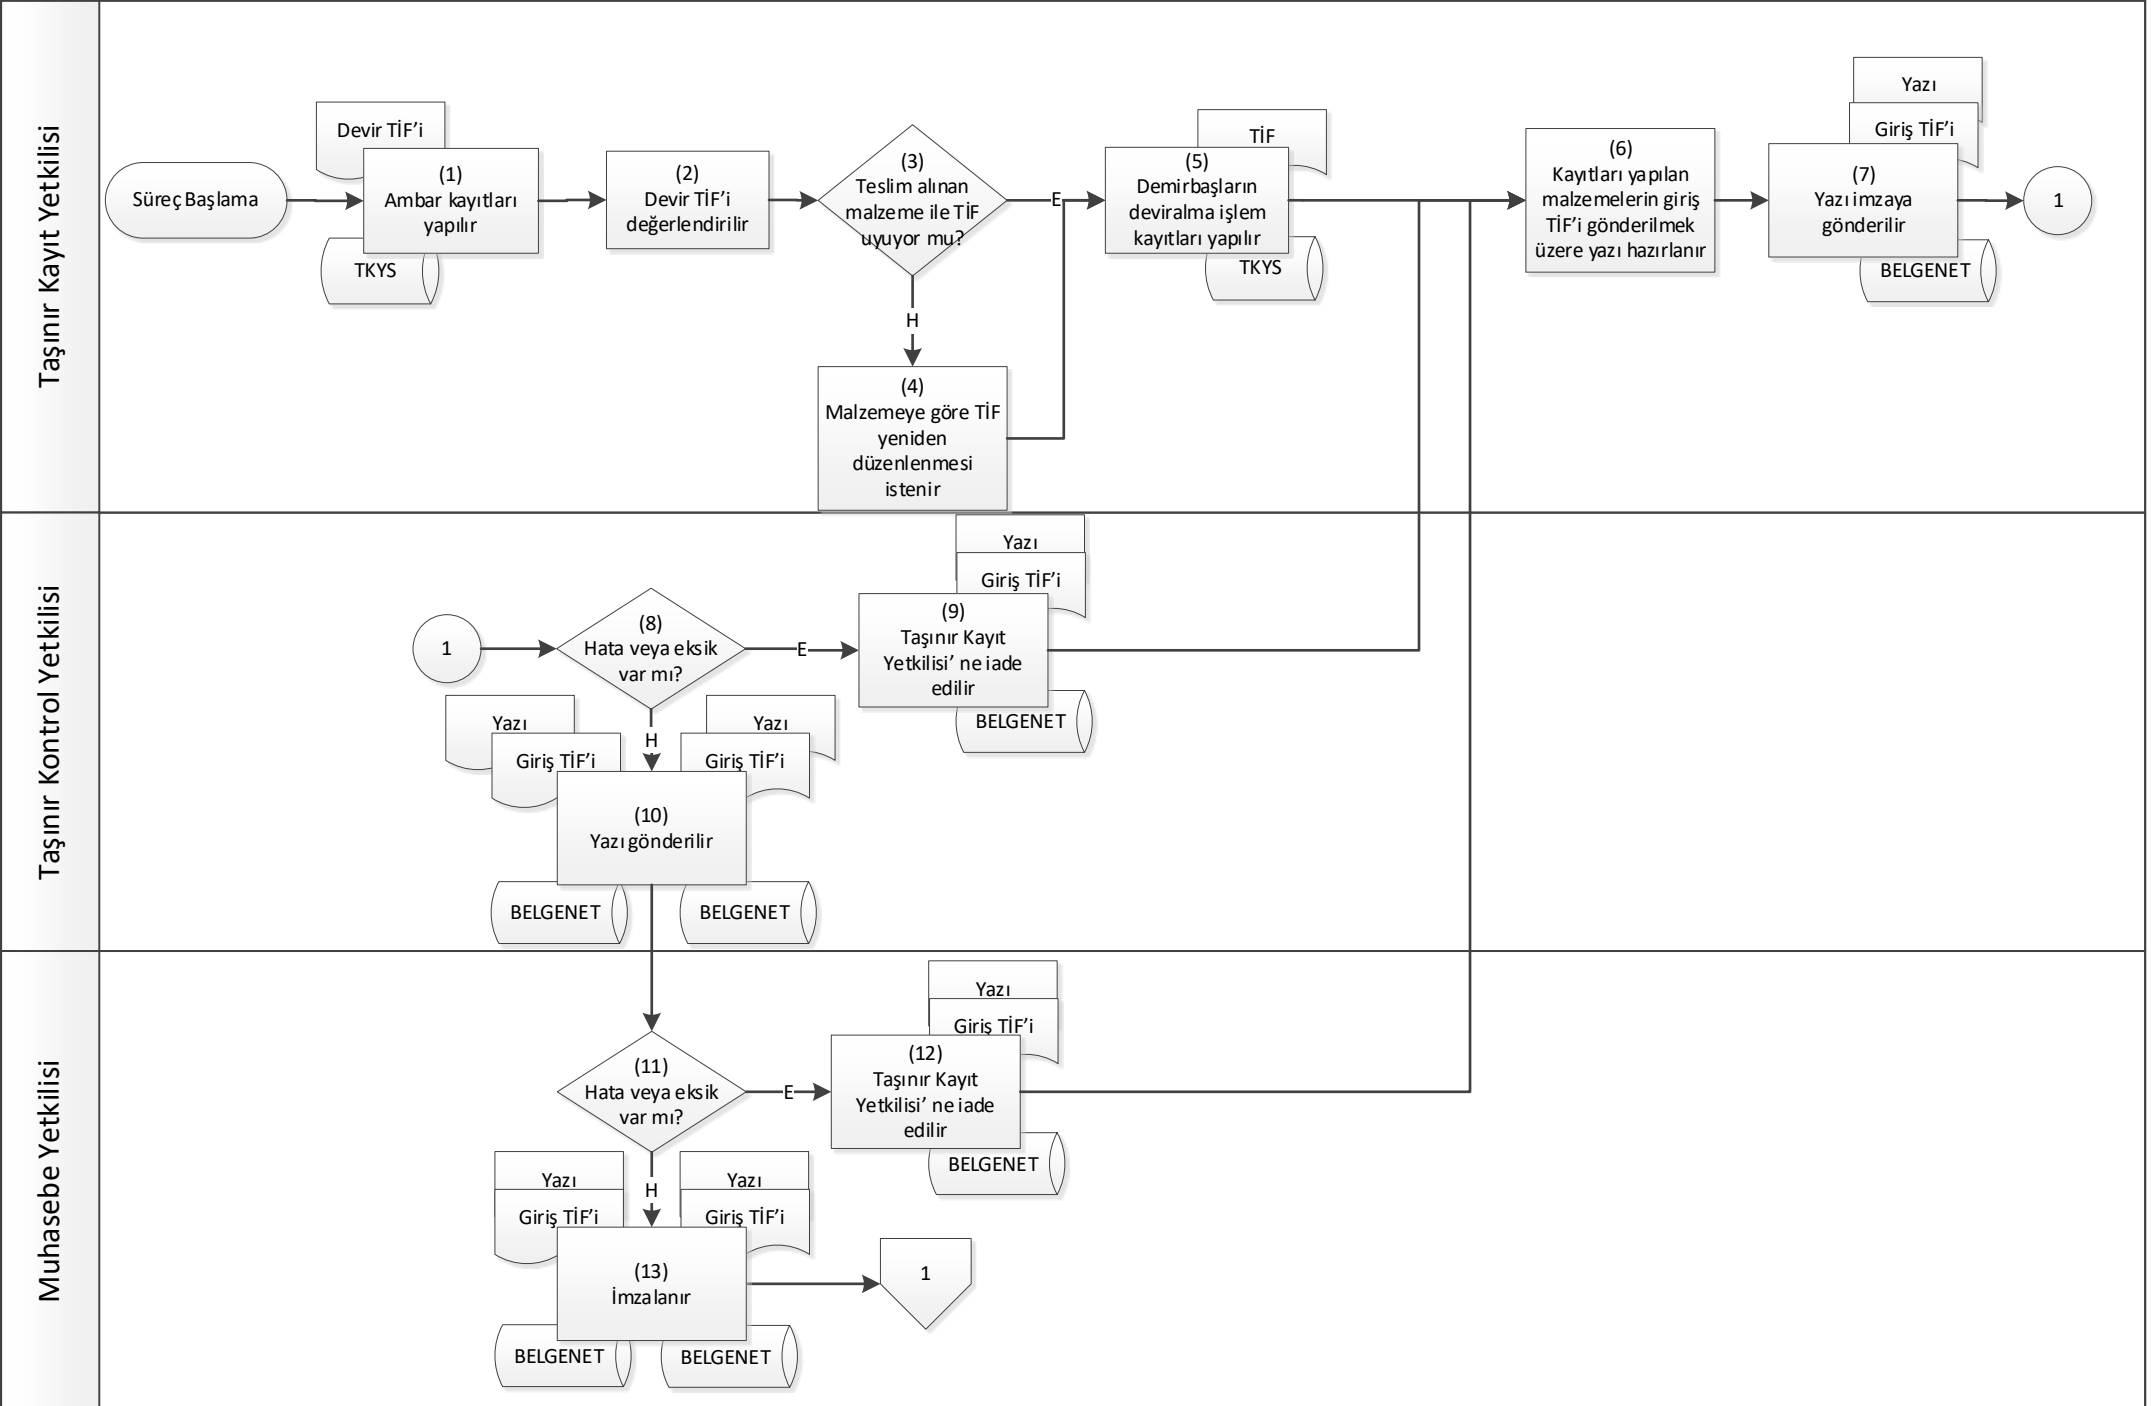 Taşınır Kayıt Yetkilisi
Süreç Başlama
Devir TİF’i
(1)
Ambar kayıtları
yapılır
TKYS
(2)
Devir TİF’i
değerlendirilir
(3)
Teslim alınan
malzeme ile TİF
uyuyor mu?
E
H
(4)
Malzemeye göre TİF
yeniden
düzenlenmesi
istenir
TİF
(5)
Demirbaşların
deviralma işlem
kayıtları yapılır
TKYS
(6)
Kayıtları yapılan
malzemelerin giriş
TİF’i gönderilmek
üzere yazı hazırlanır
Yazı
Giriş TİF’i
(7)
Yazı imzaya
gönderilir
BELGENET
1
Taşınır Kontrol Yetkilisi
1
(8)
Hata veya eksik
var mı?
E
Yazı
Giriş TİF’i
(9)
Taşınır Kayıt
Yetkilisi’ ne iade
edilir
BELGENET
H
Yazı
Giriş TİF’i
Yazı
Giriş TİF’i
(10)
Yazı gönderilir
BELGENET
BELGENET
Muhasebe Yetkilisi
(11)
Hata veya eksik
var mı?
E
Yazı
Giriş TİF’i
(12)
Taşınır Kayıt
Yetkilisi’ ne iade
edilir
BELGENET
H
Yazı
Giriş TİF’i
Yazı
Giriş TİF’i
(13)
İmzalanır
BELGENET
BELGENET
1